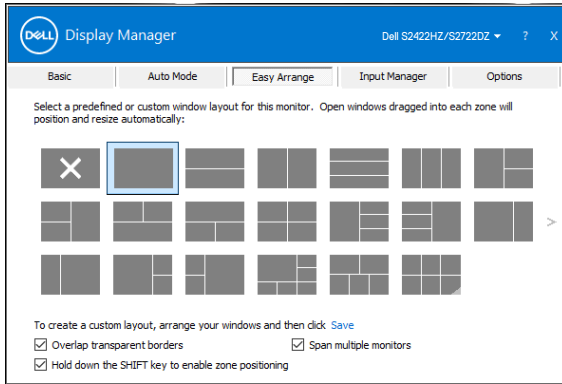 DELL Display Manager Dell S2422HZ/S2722DZ ? X
Basic Auto Mode Easy Arrange Input Manager Options
Select a predefined or custom window layout for this monitor. Open windows dragged into each zone will
position and resize automatically:
>
To create a custom layout, arrange your windows and then click Save
Overlap transparent borders Span multiple monitors
Hold down the SHIFT key to enable zone positioning